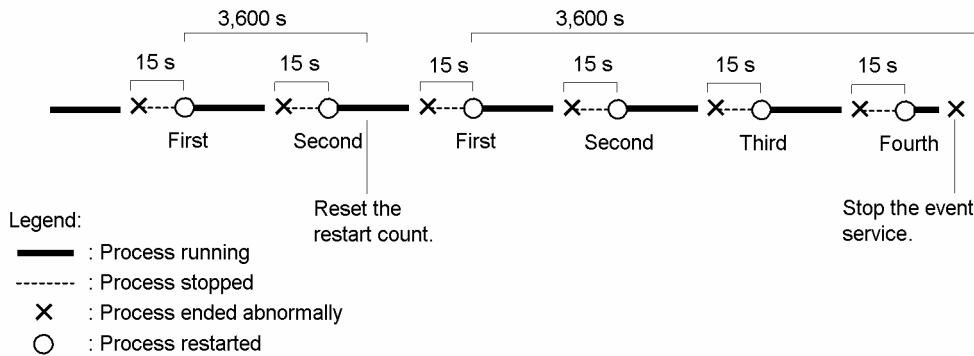 3,600 s
3,600 s
15 s
15 s
15 s
15 s
15 s
15 s
First
Second
First
Second
Third
Fourth
Reset the
restart count.
Stop the event
service.
Legend:
: Process running
: Process stopped
: Process ended abnormally
: Process restarted